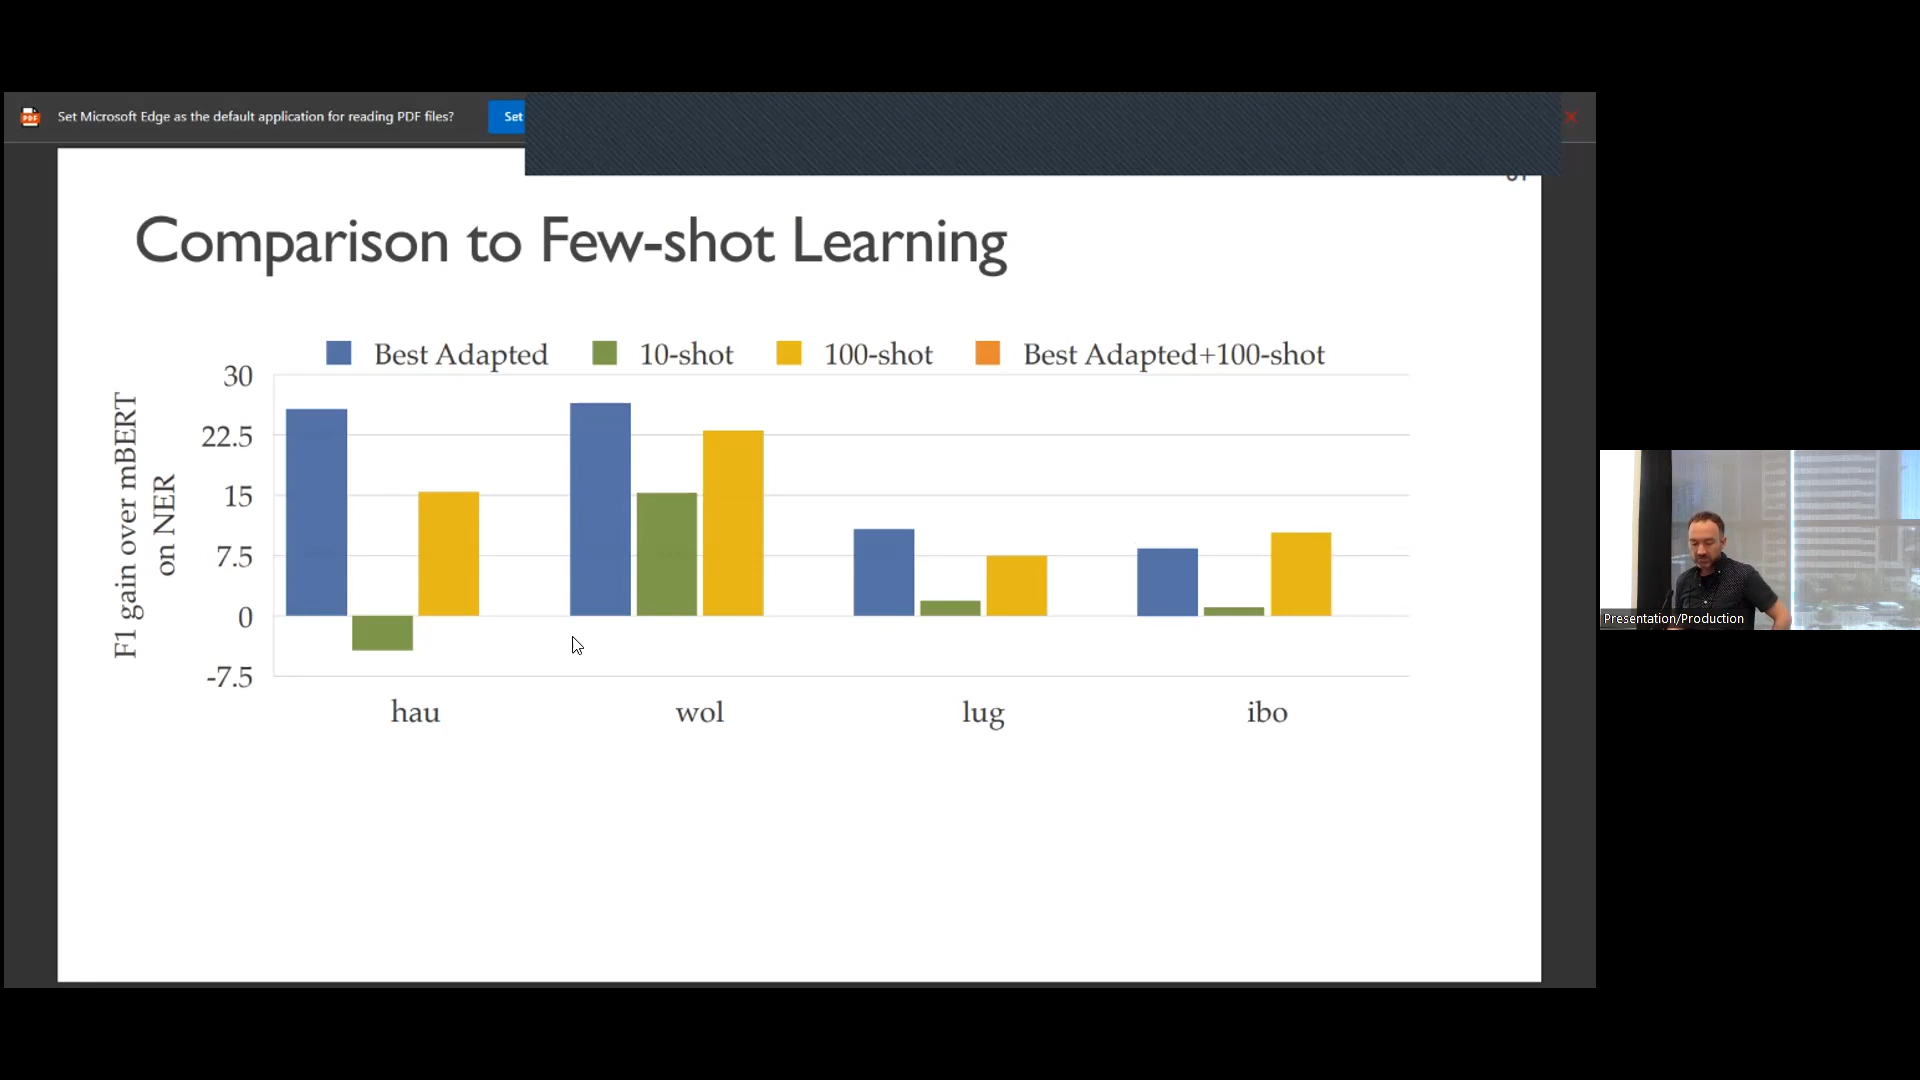 Set Microsoft Edge as the default application for reading PDF files?
Set
Comparison to Few-shot Learning
Best Adapted
10-shot
100-shot
Best Adapted+100-shot
F1 gain over mBERT
on NER
30
22.5
15
7.5
0
-7.5
hau
wol
lug
ibo
Presentation/Production